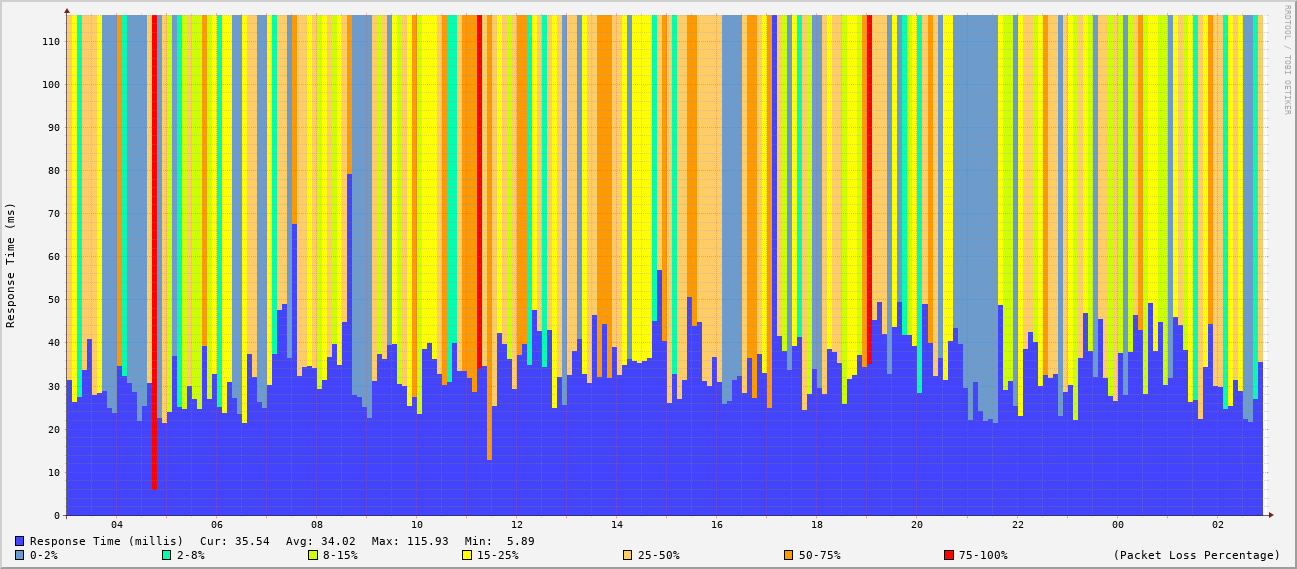 RRDTOOL / TOBI OETIKER
Response Time (ms)
110
100
90
80
70
60
50
40
30
20
10
0
04 06 08 10 12 14 16 18 20 22 00 02
Response Time (millis) Cur: 35.54 Avg: 34.02 Max: 115.93 Min: 5.89
0-2% 2-8% 8-15% 15-25% 25-50% 50-75% 75-100% (Packet Loss Percentage)